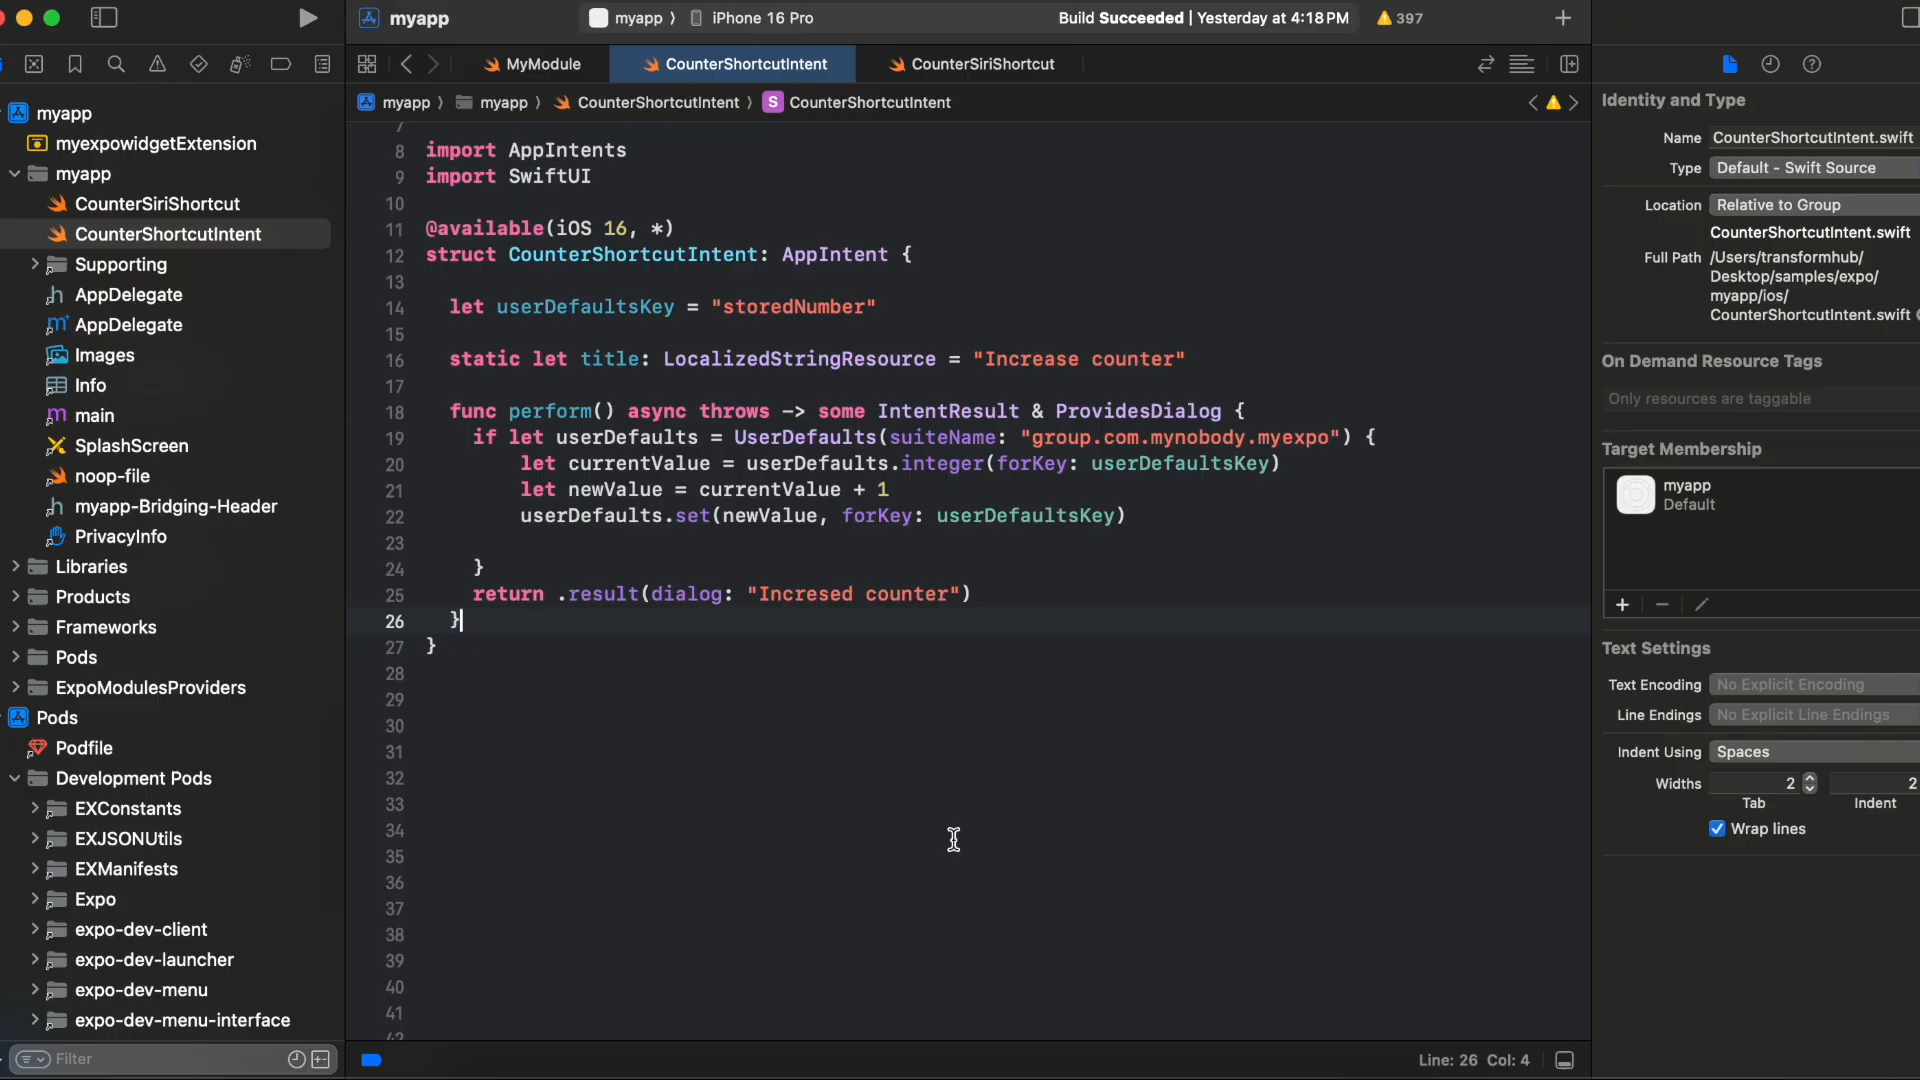 myapp
myapp
iPhone 16 Pro
Build Succeeded | Yesterday at 4:18 PM
397
MyModule
CounterShortcutIntent
CounterSiriShortcut
myapp
myapp
CounterShortcutIntent
S CounterShortcutIntent
myapp
myexpowidgetExtension
myapp
CounterSiriShortcut
CounterShortcutIntent
Supporting
AppDelegate
AppDelegate
Images
Info
main
SplashScreen
noop-file
myapp-Bridging-Header
PrivacyInfo
Libraries
Products
Frameworks
Pods
ExpoModulesProviders
Pods
Podfile
Development Pods
EXConstants
EXJSONUtils
EXManifests
Expo
expo-dev-client
expo-dev-launcher
expo-dev-menu
expo-dev-menu-interface
Filter
7
8 import AppIntents
9 import SwiftUI
10
11 @available(iOS 16, *)
12 struct CounterShortcutIntent: AppIntent {
13
14 let userDefaultsKey = "storedNumber"
15
16 static let title: LocalizedStringResource = "Increase counter"
17
18 func perform() async throws -> some IntentResult & ProvidesDialog {
19 if let userDefaults = UserDefaults(suiteName: "group.com.mynobody.myexpo") {
20 let currentValue = userDefaults.integer(forKey: userDefaultsKey)
21 let newValue = currentValue + 1
22 userDefaults.set(newValue, forKey: userDefaultsKey)
23
24 }
25 return .result(dialog: "Incresed counter")
26 }
27 }
28
29
30
31
32
33
34
35
36
37
38
39
40
41
42
Line: 26 Col: 4
Identity and Type
Name CounterShortcutIntent.swift
Type Default - Swift Source
Location Relative to Group
CounterShortcutIntent.swift
Full Path /Users/transformhub/
Desktop/samples/expo/
myapp/ios/
CounterShortcutIntent.swift
On Demand Resource Tags
Only resources are taggable
Target Membership
myapp
Default
Text Settings
Text Encoding No Explicit Encoding
Line Endings No Explicit Line Endings
Indent Using Spaces
Widths 2 2
Tab Indent
Wrap lines